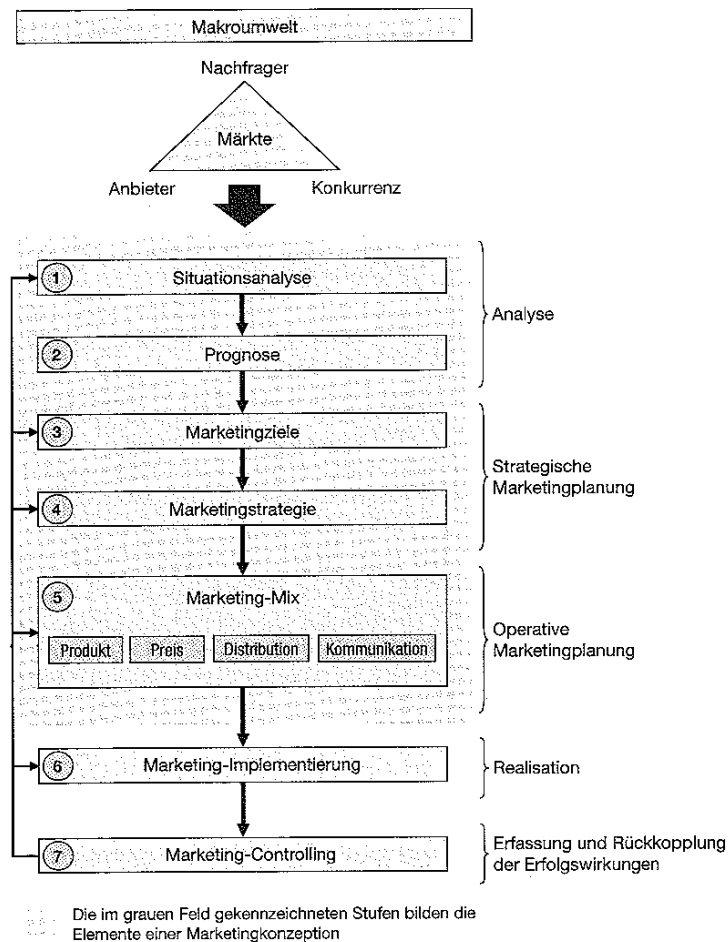 Makroumwelt
Nachfrager
Märkte
Anbieter
Konkurrenz
1 Situationsanalyse
2 Prognose
Analyse
3 Marketingziele
4 Marketingstrategie
Strategische
Marketingplanung
5 Marketing-Mix
Produkt Preis Distribution Kommunikation
Operative
Marketingplanung
6 Marketing-Implementierung
Realisation
7 Marketing-Controlling
Erfassung und Rückkopplung
der Erfolgswirkungen
Die im grauen Feld gekennzeichneten Stufen bilden die
Elemente einer Marketingkonzeption